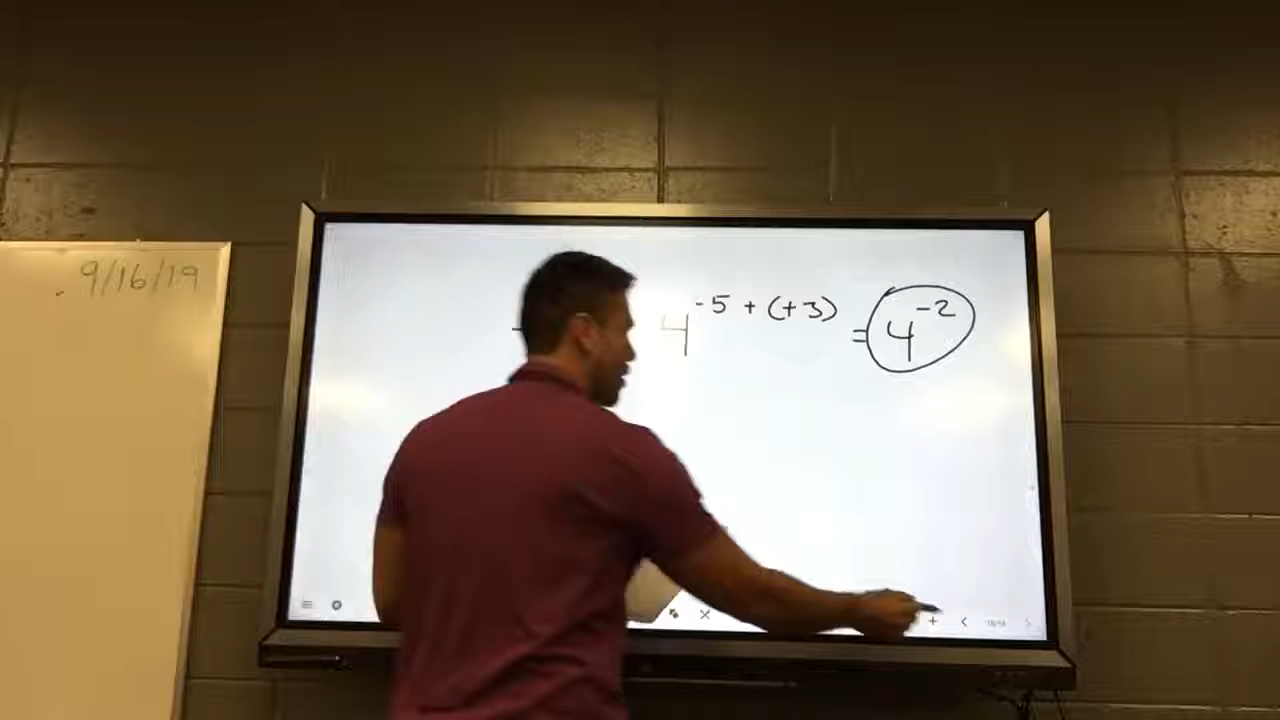 9/16/19
4^{-5 + (+3)} = 4^{-2}